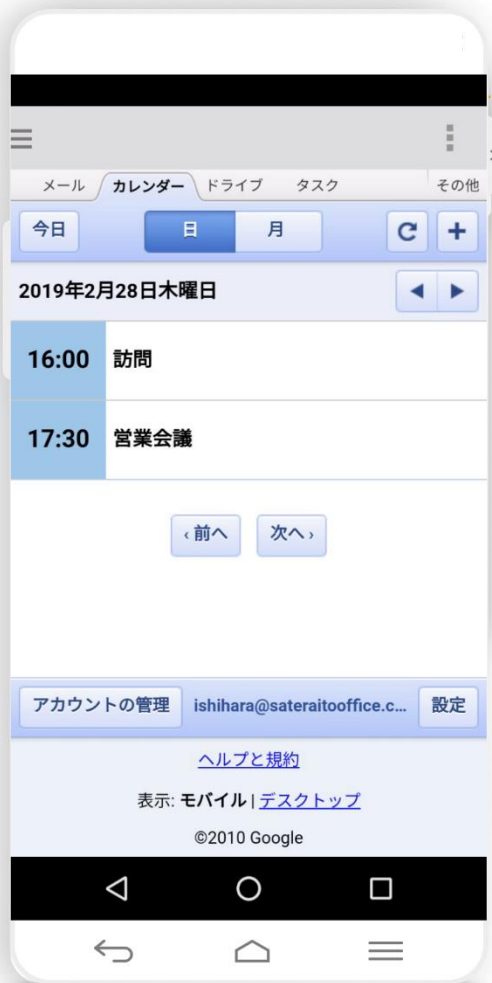 メール カレンダー ドライブ タスク その他
今日 日 月
2019年2月28日木曜日
16:00 訪問
17:30 営業会議
‹ 前へ 次へ ›
アカウントの管理 ishihara@sateraitooffice.c... 設定
ヘルプと規約
表示: モバイル | デスクトップ
©2010 Google